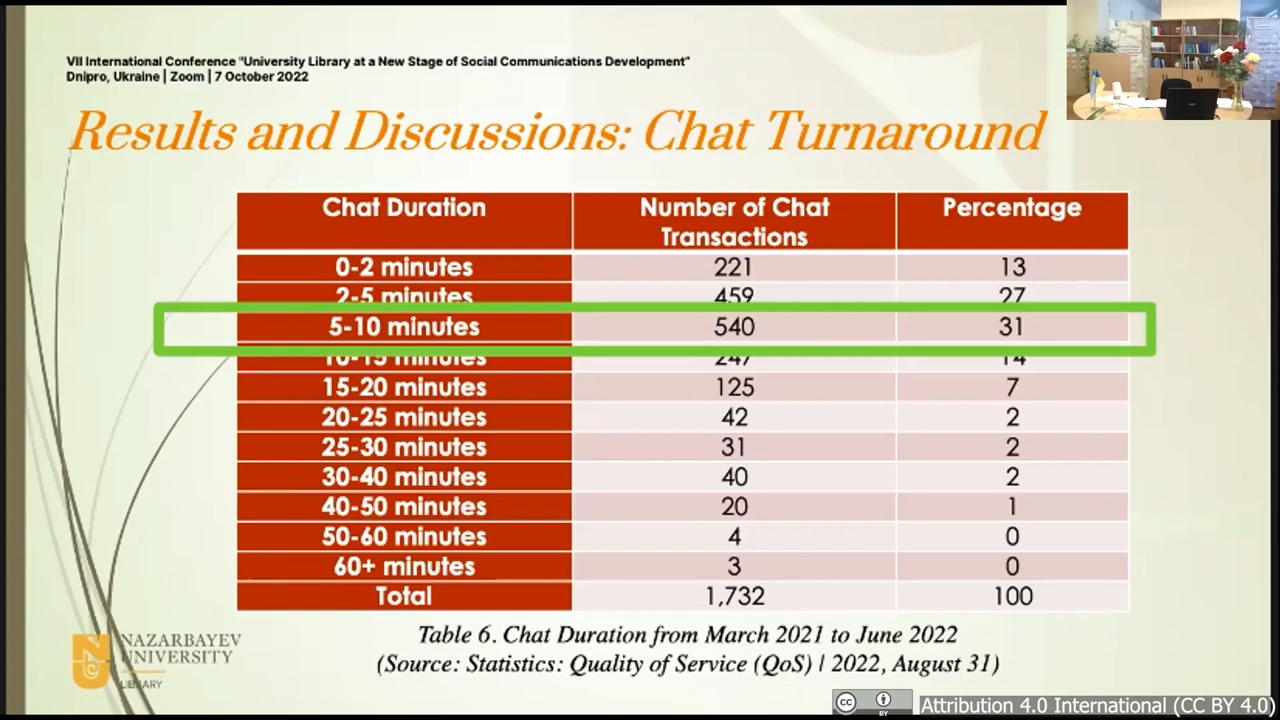 VII International Conference "University Library at a New Stage of Social Communications Development"
Dnipro, Ukraine | Zoom | 7 October 2022
Results and Discussions: Chat Turnaround
Chat Duration Number of Chat Transactions Percentage
0-2 minutes 221 13
2-5 minutes 459 27
5-10 minutes 540 31
10-15 minutes 247 14
15-20 minutes 125 7
20-25 minutes 42 2
25-30 minutes 31 2
30-40 minutes 40 2
40-50 minutes 20 1
50-60 minutes 4 0
60+ minutes 3 0
Total 1,732 100
Table 6. Chat Duration from March 2021 to June 2022
(Source: Statistics: Quality of Service (QoS) | 2022, August 31)
NAZARBAYEV
UNIVERSITY
LIBRARY
cc BY Attribution 4.0 International (CC BY 4.0)